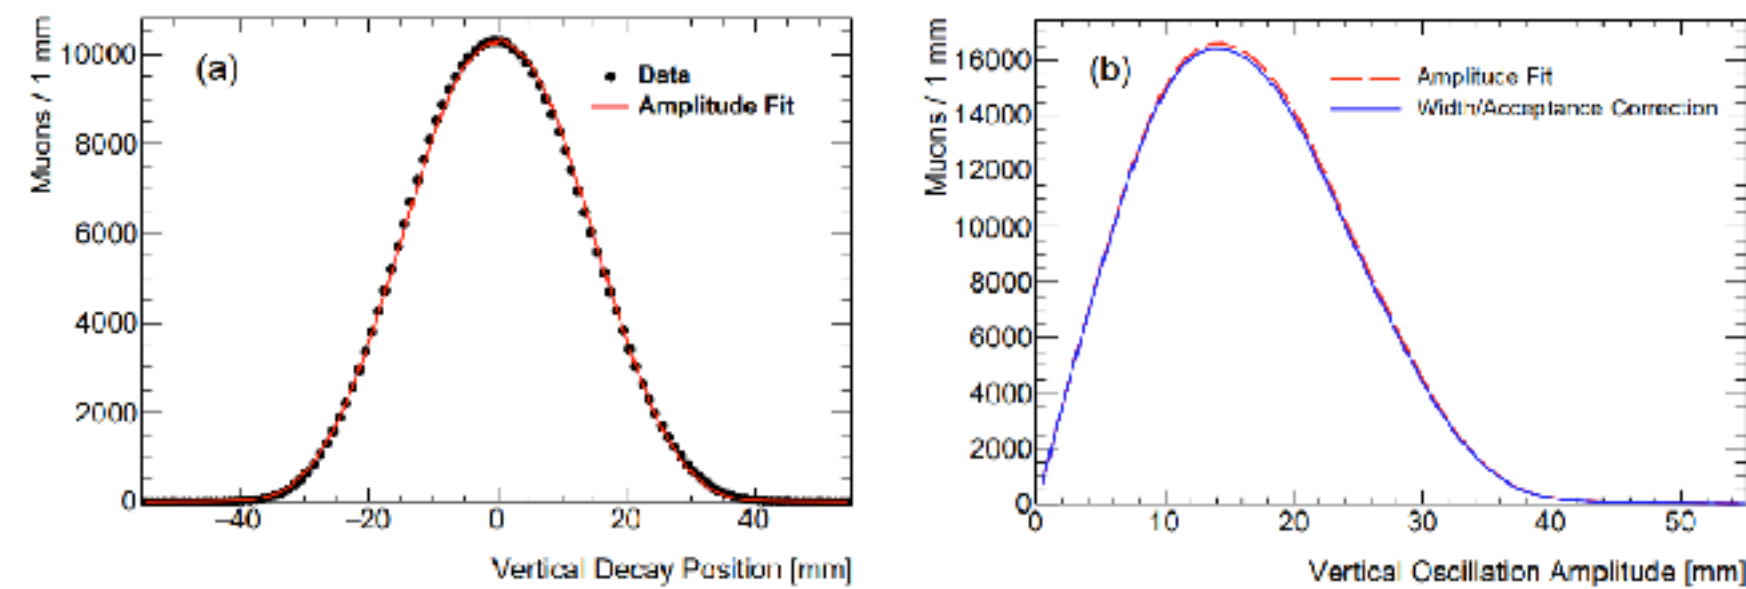 (a)
Data
Amplitude Fit
Muons / 1 mm
10000
8000
6000
4000
2000
0
−40
−20
0
20
40
Vertical Decay Position [mm]
(b)
Amplitude Fit
Width/Acceptance Correction
Muons / 1 mm
16000
14000
12000
10000
8000
6000
4000
2000
0
0
10
20
30
40
50
Vertical Oscillation Amplitude [mm]